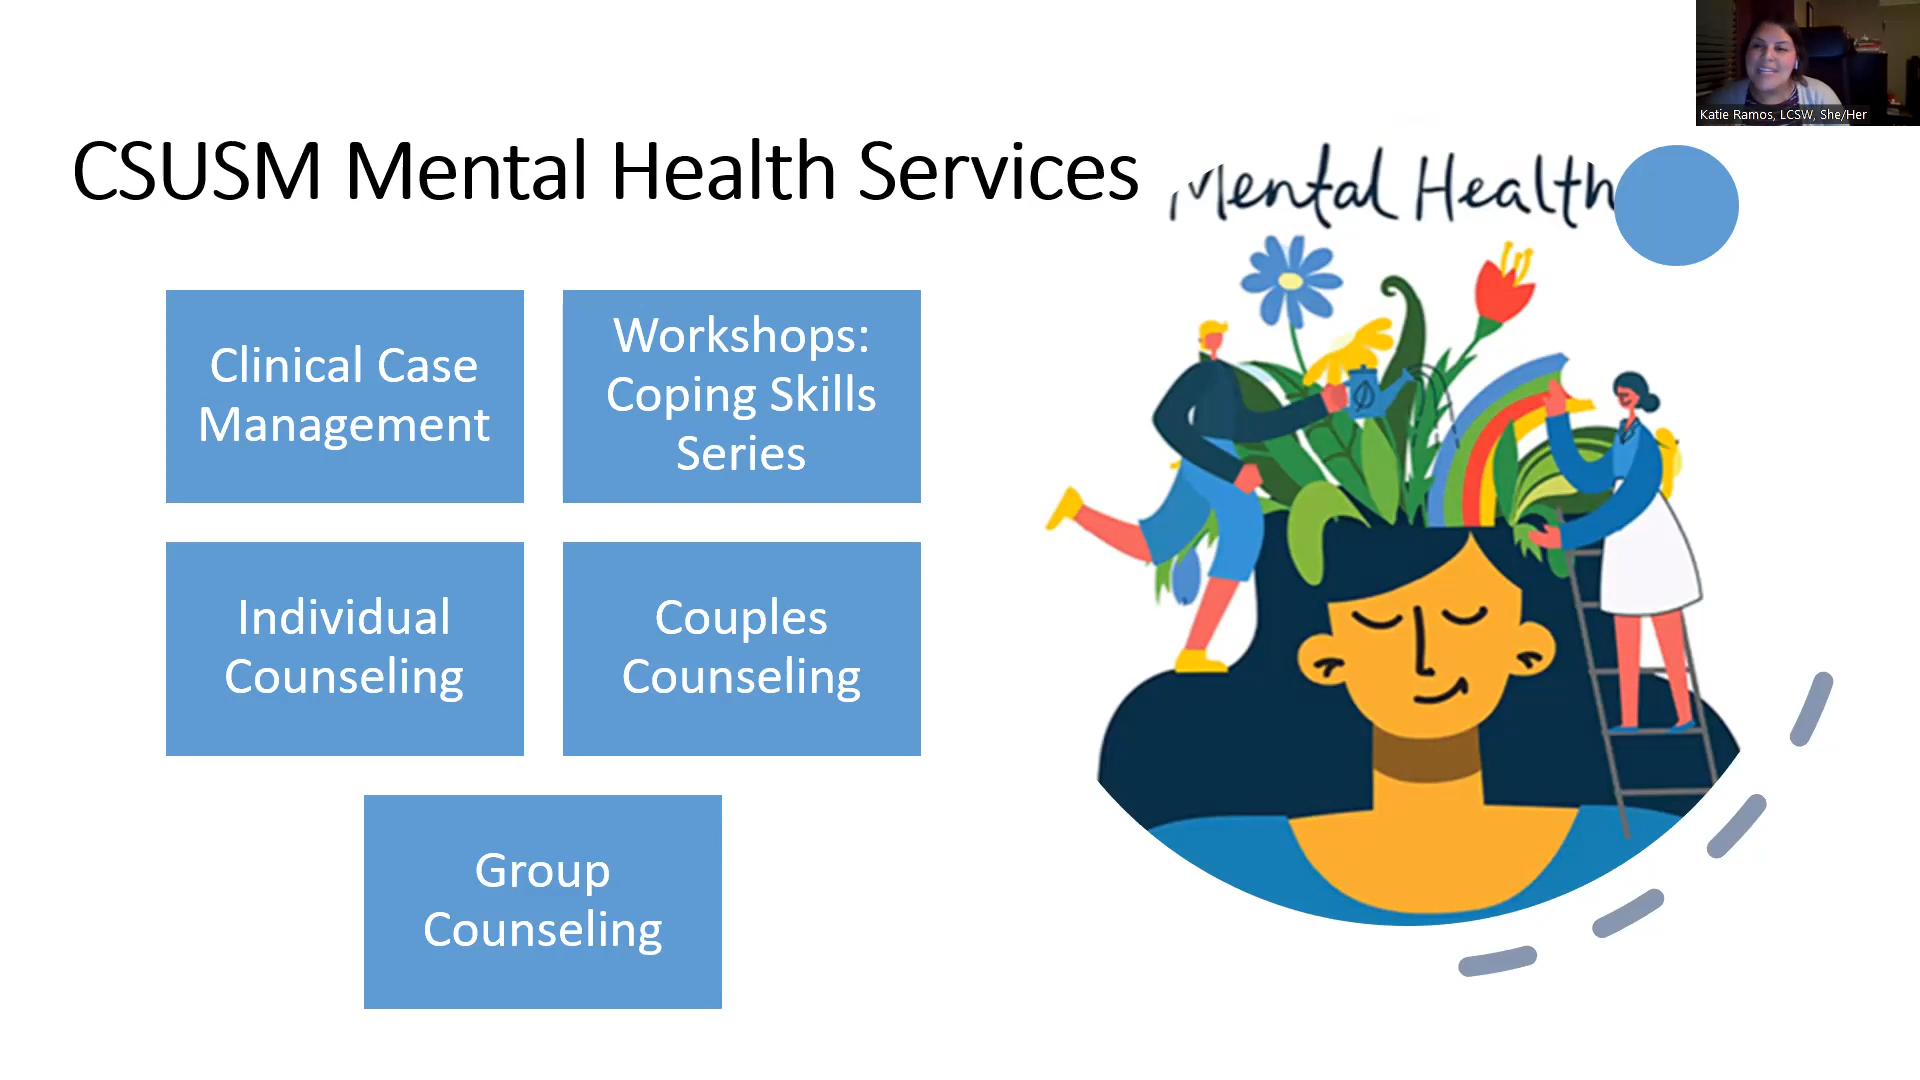 Katie Ramos, LCSW, She/Her
CSUSM Mental Health Services
Mental Health
Clinical Case
Management
Workshops:
Coping Skills
Series
Individual
Counseling
Couples
Counseling
Group
Counseling